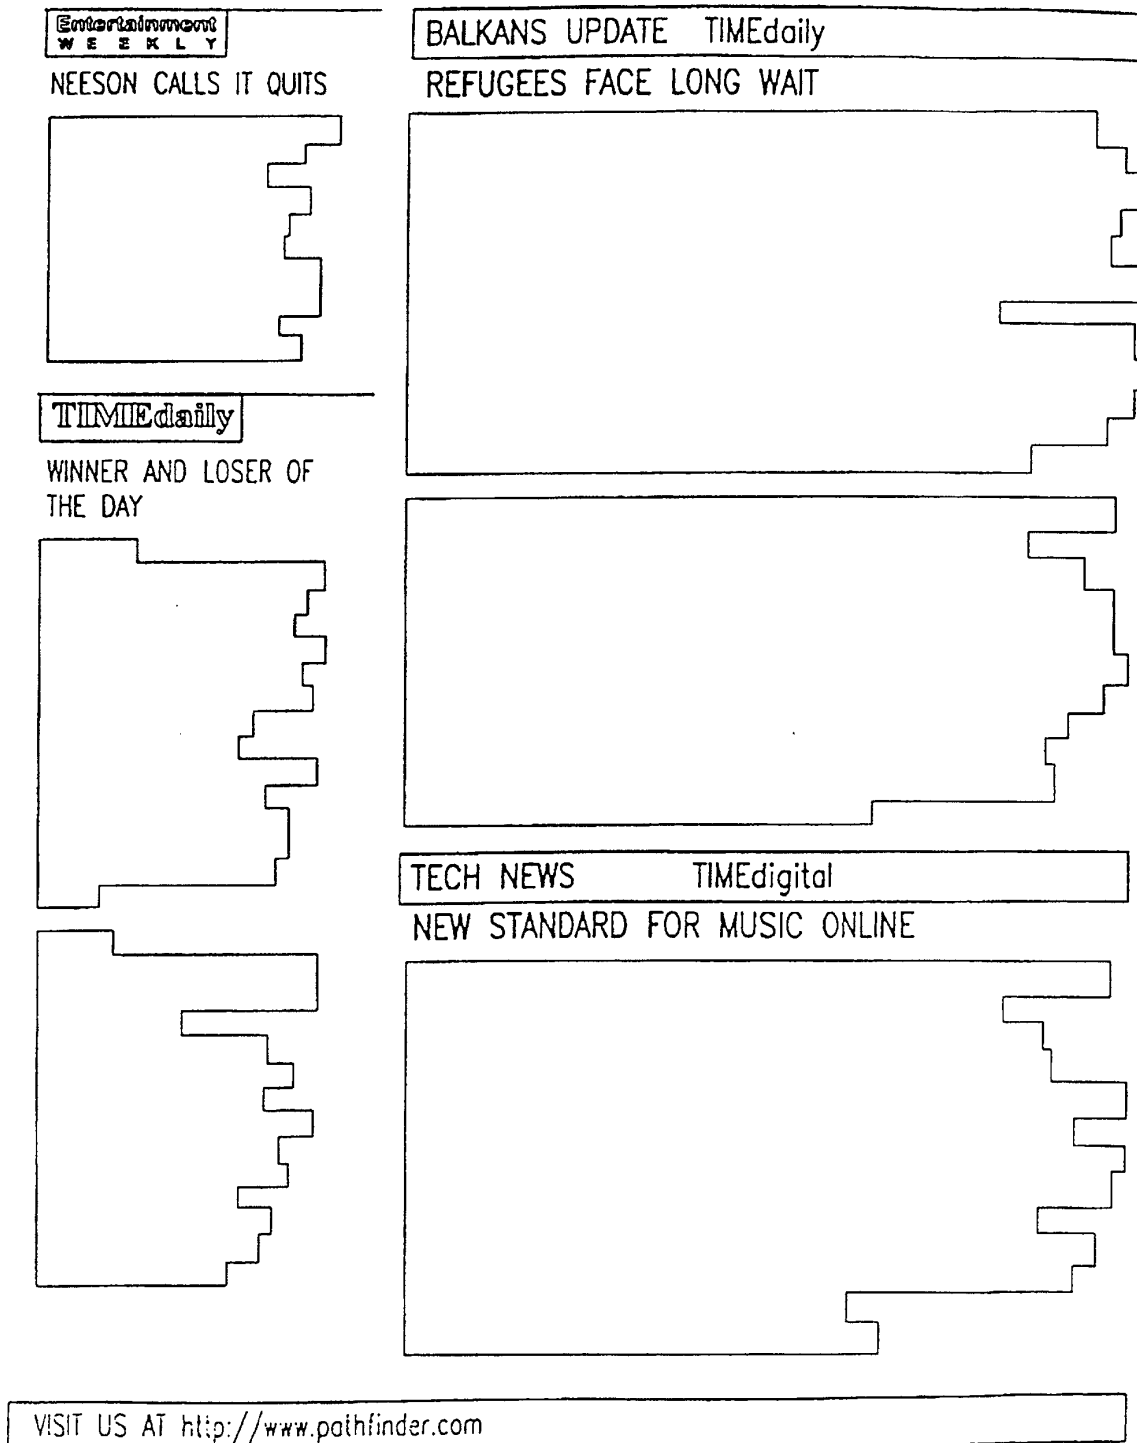 Entertainment
WEEKLY
NEESON CALLS IT QUITS
TIMEdaily
WINNER AND LOSER OF
THE DAY
BALKANS UPDATE TIMEdaily
REFUGEES FACE LONG WAIT
TECH NEWS TIMEdigital
NEW STANDARD FOR MUSIC ONLINE
VISIT US AT http://www.pathfinder.com